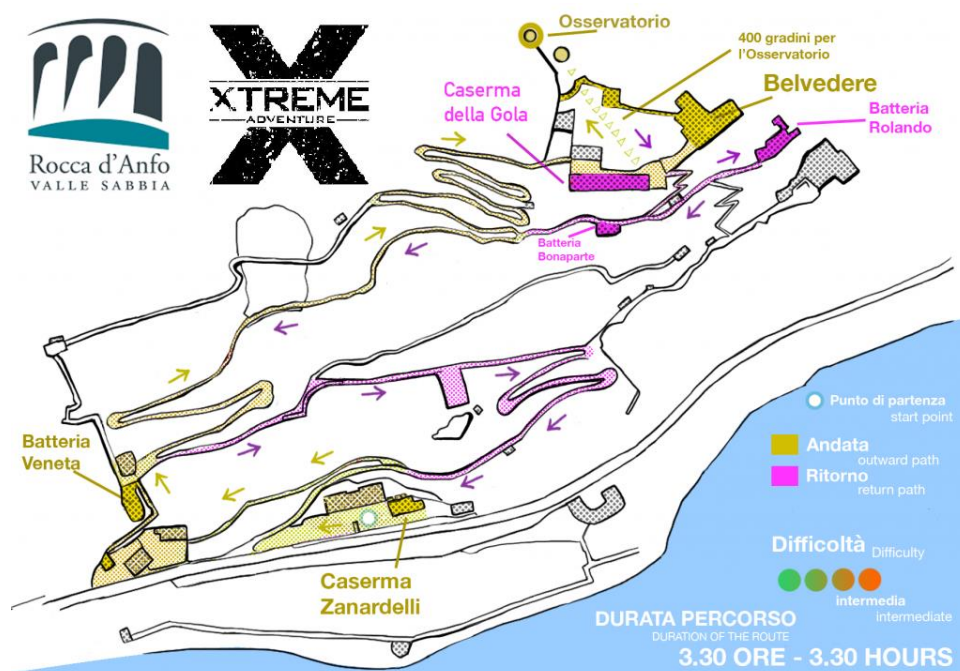 Rocca d'Anfo
VALLE SABBIA
XTREME
ADVENTURE
Osservatorio
400 gradini per
l'Osservatorio
Belvedere
Caserma
della Gola
Batteria
Rolando
Batteria
Bonaparte
Batteria
Veneta
Caserma
Zanardelli
Punto di partenza
start point
Andata
outward path
Ritorno
return path
Difficoltà Difficulty
intermedia
intermediate
DURATA PERCORSO
DURATION OF THE ROUTE
3.30 ORE - 3.30 HOURS